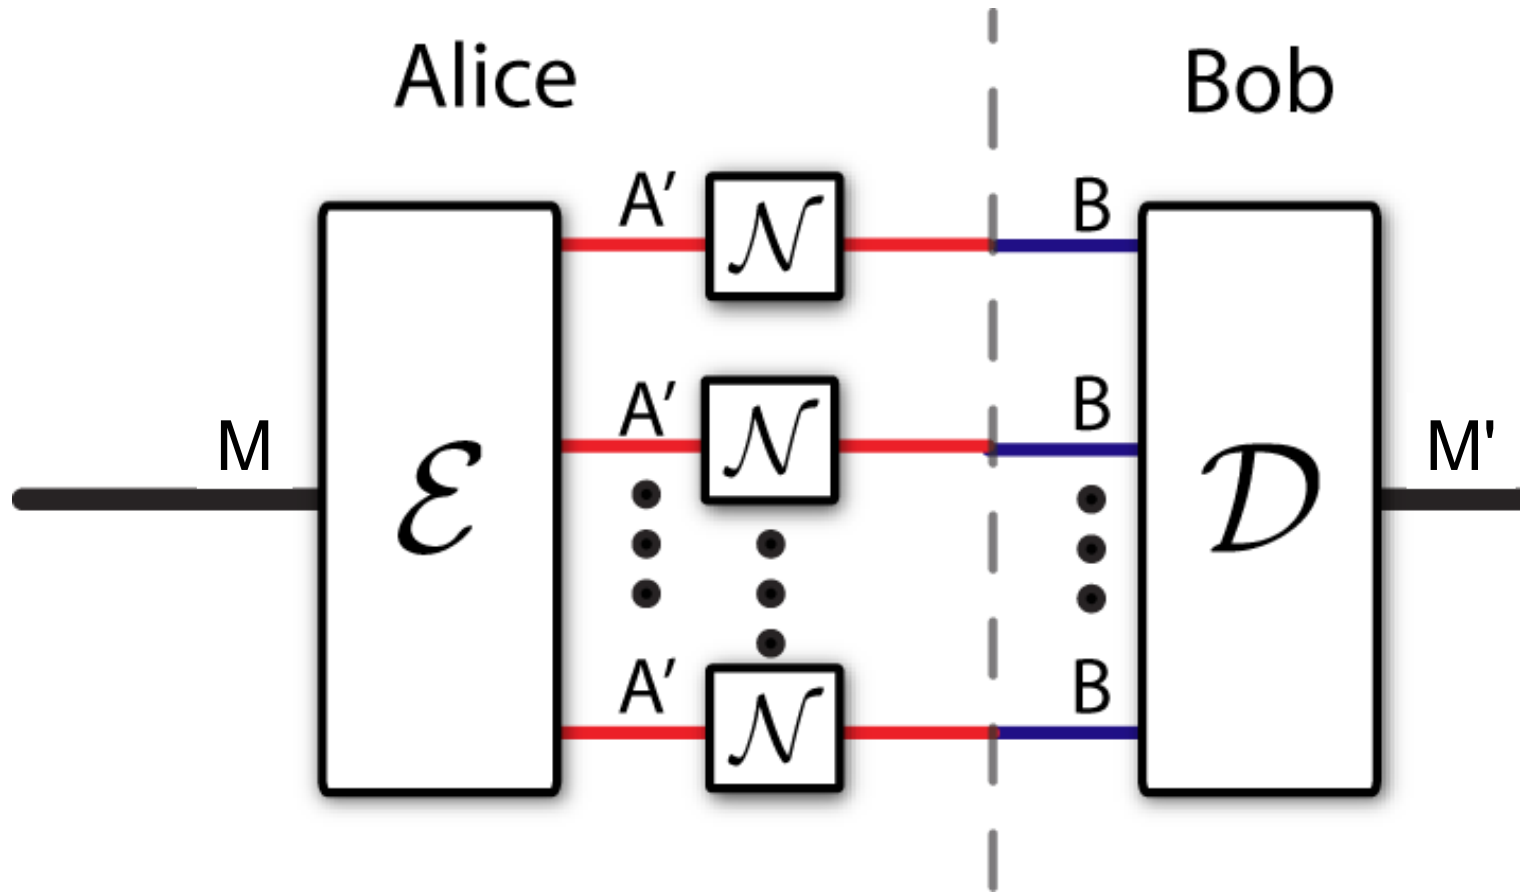 Alice
Bob
A′ 𝒩 B
M ℰ A′ 𝒩 B 𝒟 M'
A′ 𝒩 B